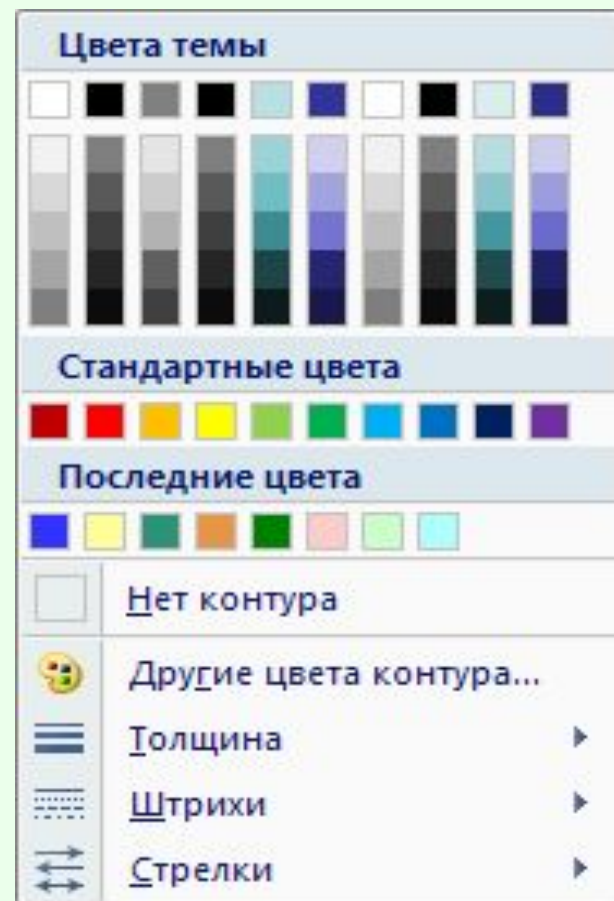 Цвета темы
Стандартные цвета
Последние цвета
Нет контура
Другие цвета контура...
Толщина
Штрихи
Стрелки